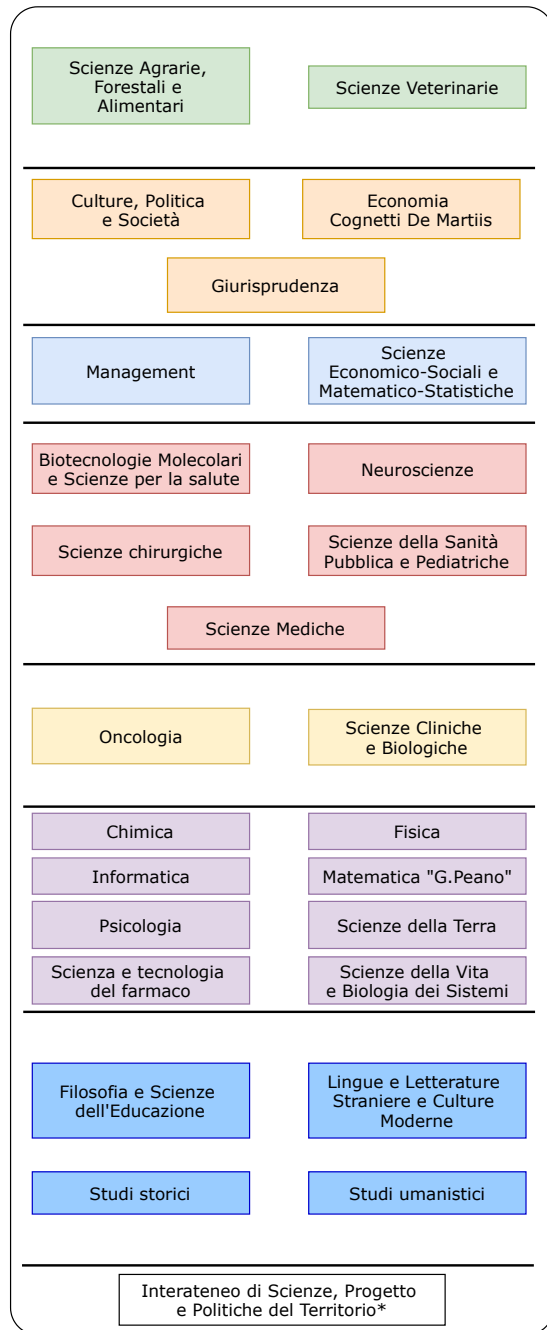 Scienze Agrarie,
Forestali e
Alimentari
Scienze Veterinarie
Culture, Politica
e Società
Economia
Cognetti De Martiis
Giurisprudenza
Management
Scienze
Economico-Sociali e
Matematico-Statistiche
Biotecnologie Molecolari
e Scienze per la salute
Neuroscienze
Scienze chirurgiche
Scienze della Sanità
Pubblica e Pediatriche
Scienze Mediche
Oncologia
Scienze Cliniche
e Biologiche
Chimica
Fisica
Informatica
Matematica "G.Peano"
Psicologia
Scienze della Terra
Scienza e tecnologia
del farmaco
Scienze della Vita
e Biologia dei Sistemi
Filosofia e Scienze
dell'Educazione
Lingue e Letterature
Straniere e Culture
Moderne
Studi storici
Studi umanistici
Interateneo di Scienze, Progetto
e Politiche del Territorio*